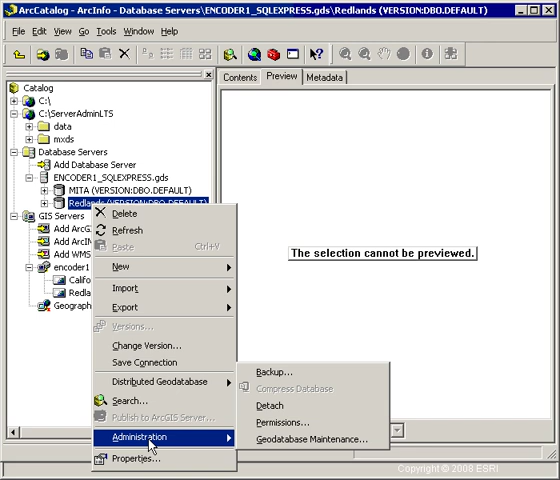 ArcCatalog - ArcInfo - Database Servers\ENCODER1_SQLEXPRESS.gds\Redlands (VERSION:DBO.DEFAULT)
File Edit View Go Tools Window Help
Contents Preview Metadata
Catalog
C:\
C:\ServerAdminLTS
data
mxds
Database Servers
Add Database Server
ENCODER1_SQLEXPRESS.gds
MITA (VERSION:DBO.DEFAULT)
Redlands (VERSION:DBO.DEFAULT)
GIS Servers
Add ArcG
Add ArcIM
Add WMS
encoder1
Califo
Redla
Geograph
Delete
Refresh
Paste Ctrl+V
New
Import
Export
Versions...
Change Version...
Save Connection
Distributed Geodatabase
Search...
Publish to ArcGIS Server...
Administration
Properties...
Backup...
Compress Database
Detach
Permissions...
Geodatabase Maintenance...
The selection cannot be previewed.
Copyright © 2008 ESRI